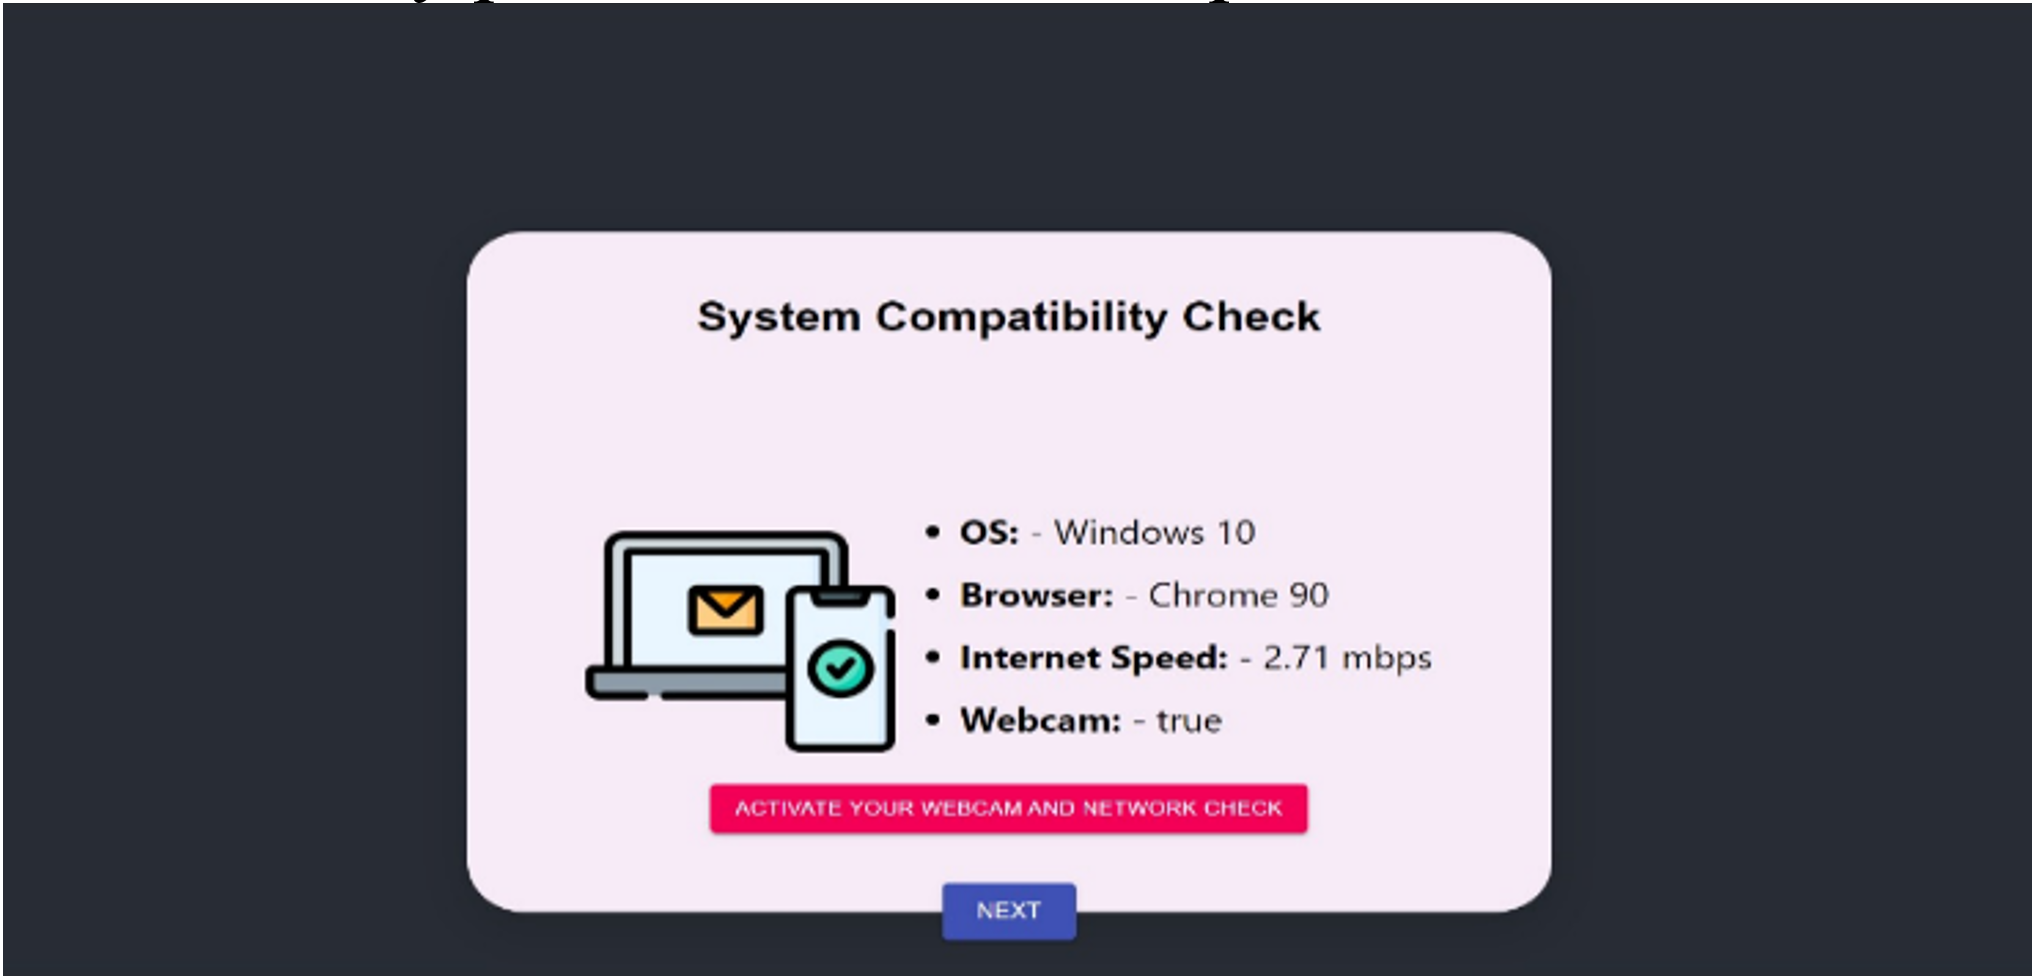 System Compatibility Check
• OS: - Windows 10
• Browser: - Chrome 90
• Internet Speed: - 2.71 mbps
• Webcam: - true
ACTIVATE YOUR WEBCAM AND NETWORK CHECK
NEXT